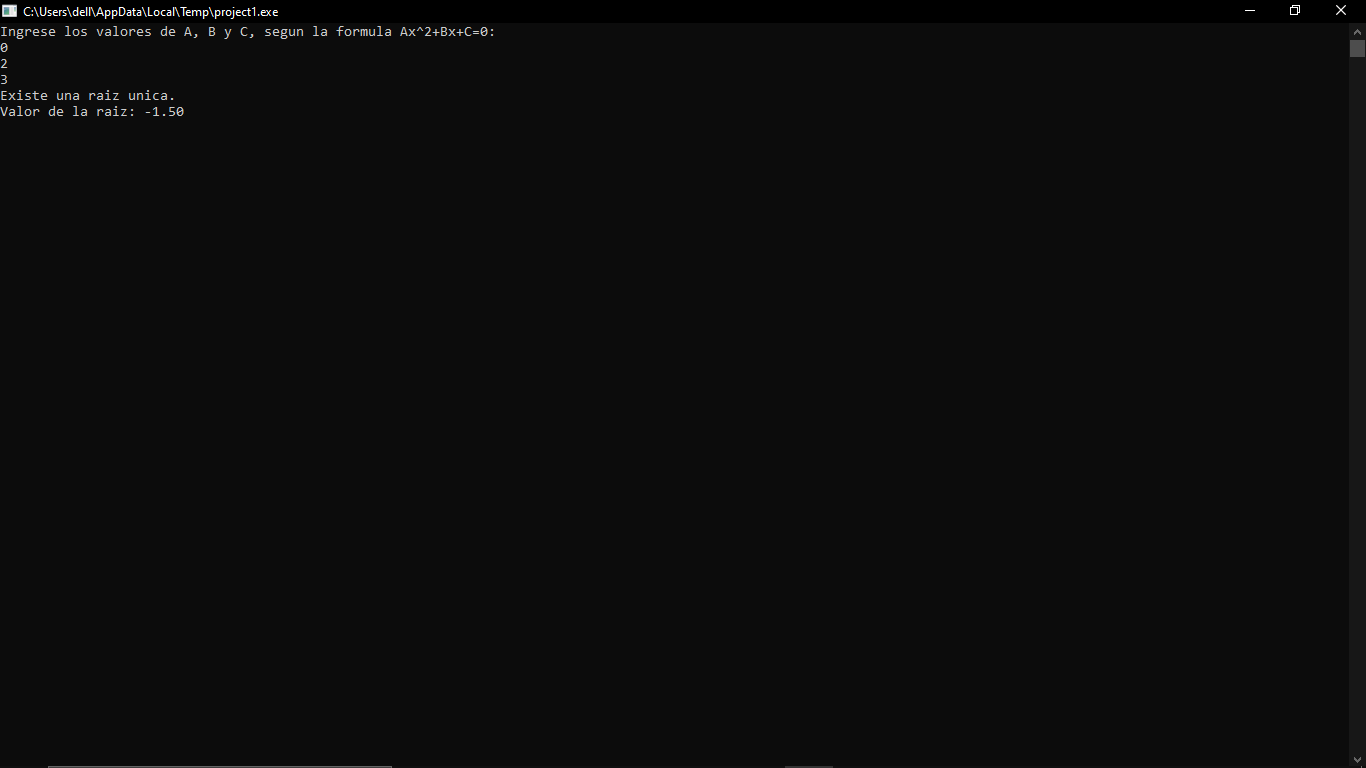 C:\Users\dell\AppData\Local\Temp\project1.exe
Ingrese los valores de A, B y C, segun la formula Ax^2+Bx+C=0:
0
2
3
Existe una raiz unica.
Valor de la raiz: -1.50